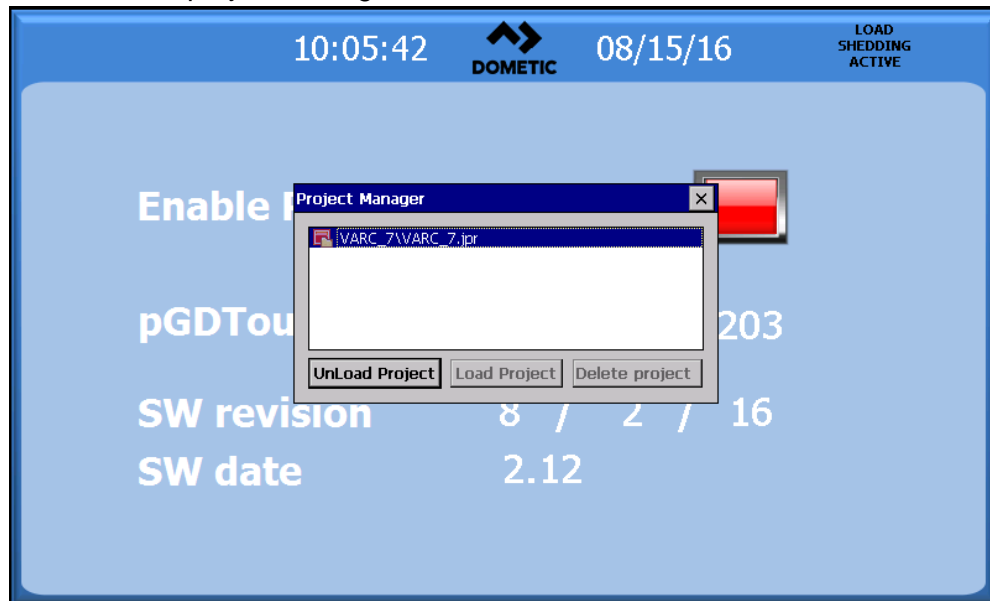 10:05:42
DOMETIC
08/15/16
LOAD
SHEDDING
ACTIVE
Enable
Project Manager
VARC_7\VARC_7.jpr
pGDTou
203
UnLoad Project
Load Project
Delete project
SW revision
8 / 2 / 16
SW date
2.12